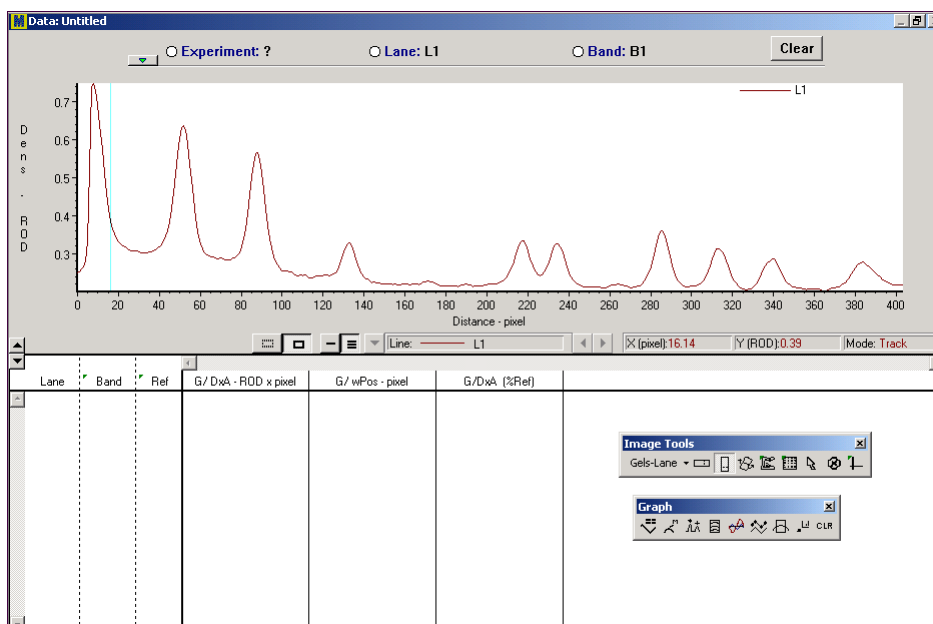 Data: Untitled
Experiment: ?
Lane: L1
Band: B1
Clear
L1
Dens. ROD
0.7
0.6
0.5
0.4
0.3
0 20 40 60 80 100 120 140 160 180 200 220 240 260 280 300 320 340 360 380 400
Distance - pixel
Line: L1
X (pixel):16.14
Y (ROD):0.39
Mode: Track
Lane Band Ref G/ DxA - ROD x pixel G/ wPos - pixel G/DxA (%Ref)
Image Tools
Gels-Lane
Graph
CLR